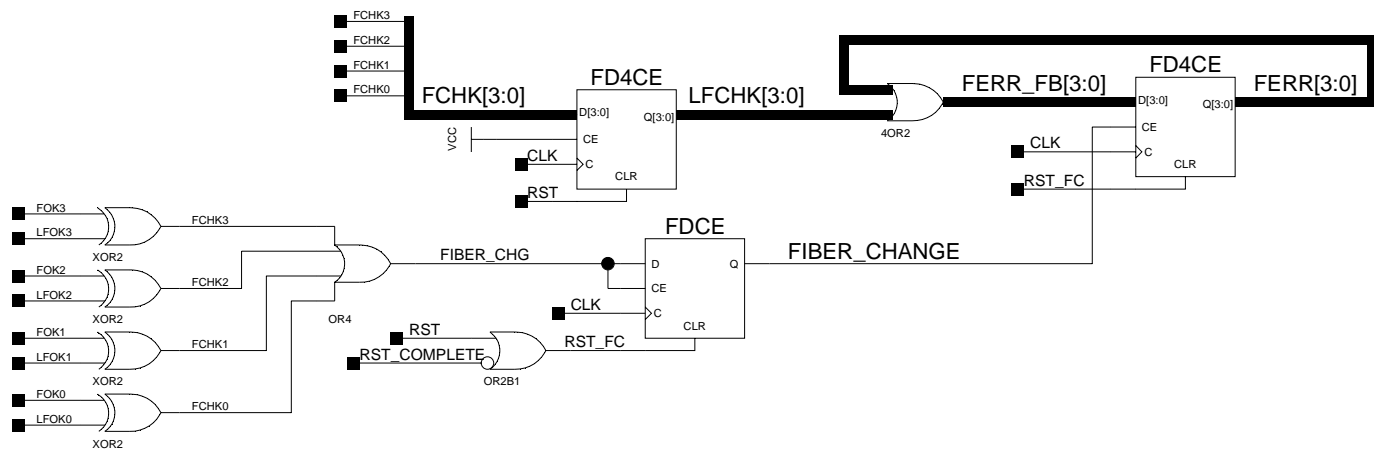 FCHK3
FCHK2
FCHK1
FCHK0
FCHK[3:0]
FD4CE
D[3:0]
Q[3:0]
CE
C
CLR
VCC
CLK
RST
LFCHK[3:0]
4OR2
FERR_FB[3:0]
FD4CE
D[3:0]
Q[3:0]
CE
C
CLR
FERR[3:0]
CLK
RST_FC
FOK3
LFOK3
XOR2
FCHK3
FOK2
LFOK2
XOR2
FCHK2
FOK1
LFOK1
XOR2
FCHK1
FOK0
LFOK0
XOR2
FCHK0
OR4
FIBER_CHG
FDCE
D
Q
CE
C
CLR
CLK
FIBER_CHANGE
RST
RST_COMPLETE
OR2B1
RST_FC